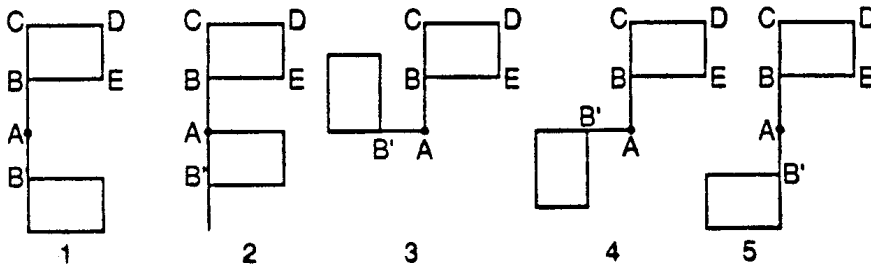 C D C D C D C D C D
B E B E B E B E B E
A A B' A B' A A
B B' B'
1 2 3 4 5